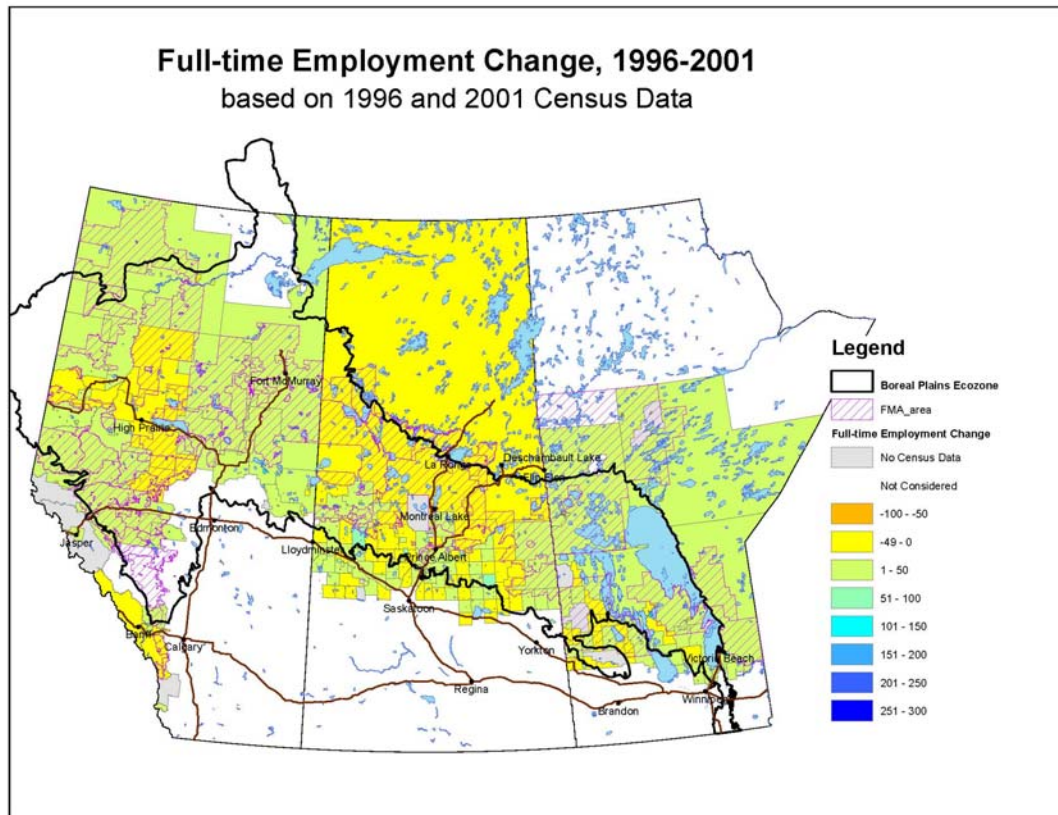 Full-time Employment Change, 1996-2001
based on 1996 and 2001 Census Data
Fort McMurray
High Prairie
La Ronge
Deschambault Lake
Flin Flon
Montreal Lake
Edmonton
Jasper
Lloydminster
Prince Albert
Saskatoon
Banff
Calgary
Yorkton
Victoria Beach
Regina
Brandon
Winnipeg
Legend
Boreal Plains Ecozone
FMA_area
Full-time Employment Change
No Census Data
Not Considered
-100 - -50
-49 - 0
1 - 50
51 - 100
101 - 150
151 - 200
201 - 250
251 - 300